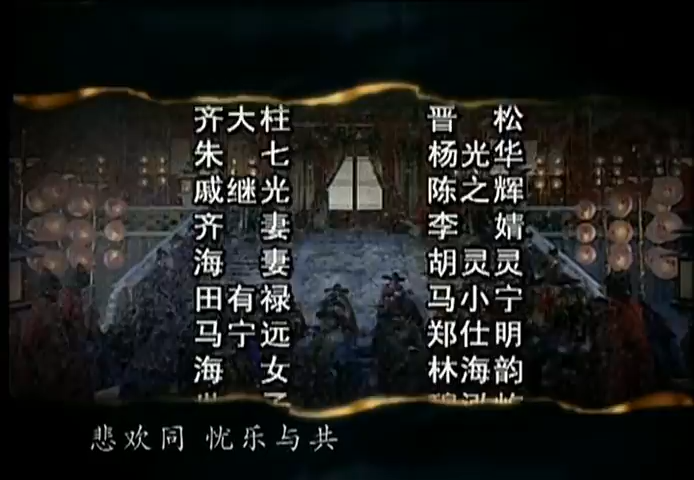 齐大柱 晋松
朱七 杨光华
戚继光 陈之辉
齐妻 李婧
海妻 胡灵灵
田有禄 马小宁
马宁远 郑仕明
海女 林海韵
悲欢同 忧乐与共